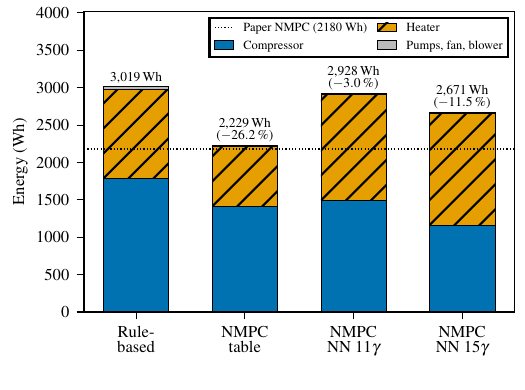 4000
3500
3000
2500
2000
1500
1000
500
0
Energy (Wh)
Paper NMPC (2180 Wh)
Compressor
Heater
Pumps, fan, blower
3,019 Wh
2,229 Wh
(−26.2 %)
2,928 Wh
(−3.0 %)
2,671 Wh
(−11.5 %)
Rule-
based
NMPC
table
NMPC
NN 11γ
NMPC
NN 15γ